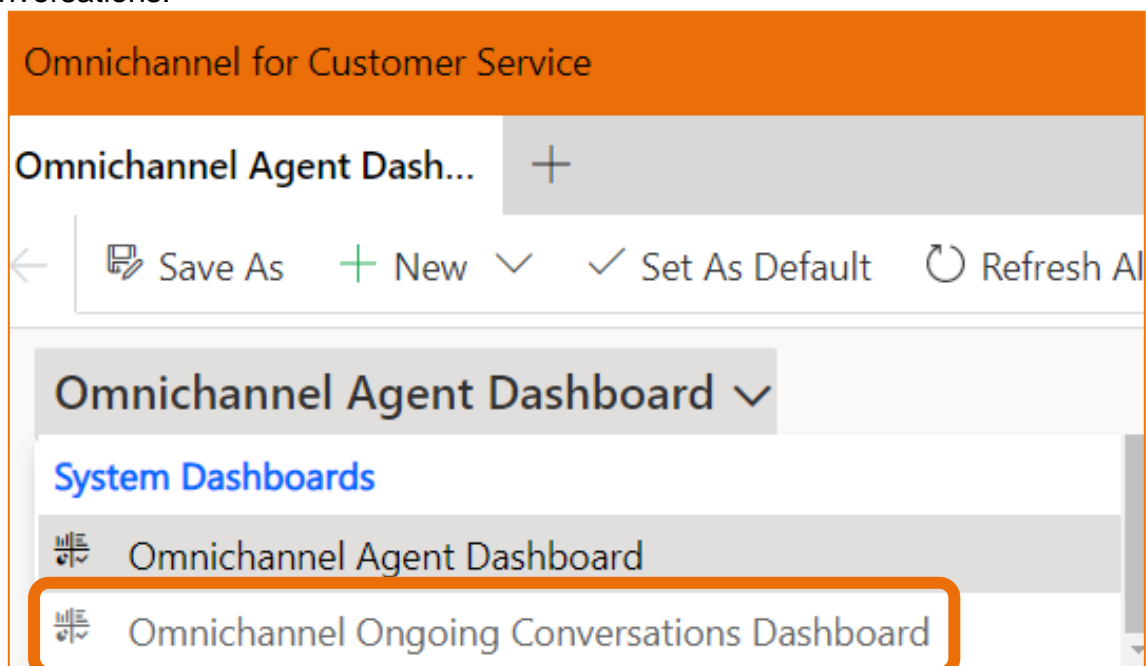 nversations.
Omnichannel for Customer Service
Omnichannel Agent Dash... +
← Save As + New Set As Default Refresh Al
Omnichannel Agent Dashboard
System Dashboards
Omnichannel Agent Dashboard
Omnichannel Ongoing Conversations Dashboard